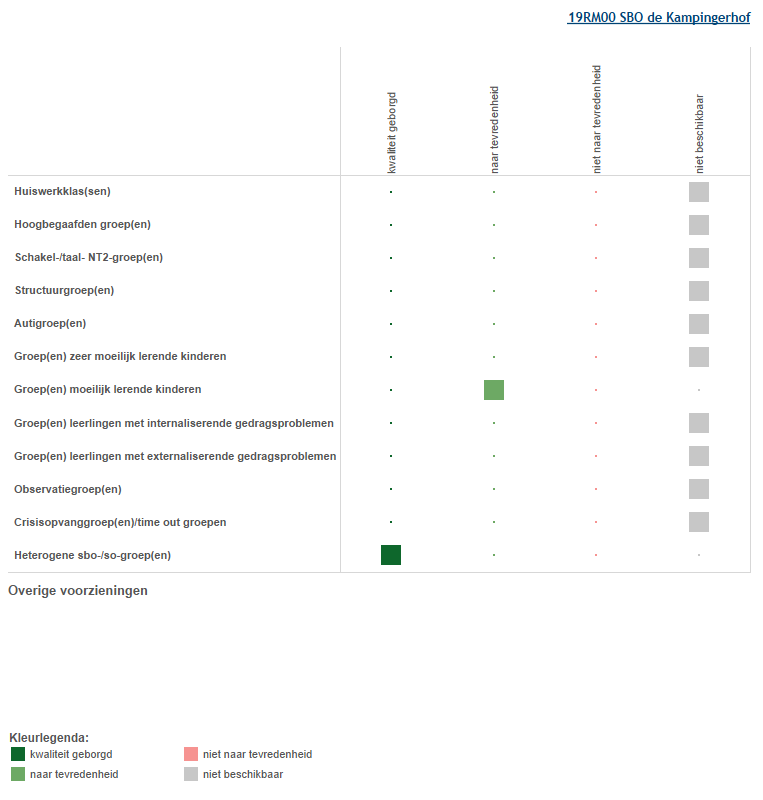 19RM00 SBO de Kampingerhof
kwaliteit geborgd
naar tevredenheid
niet naar tevredenheid
niet beschikbaar
Huiswerkklas(sen)
Hoogbegaafden groep(en)
Schakel-/taal- NT2-groep(en)
Structuurgroep(en)
Autigroep(en)
Groep(en) zeer moeilijk lerende kinderen
Groep(en) moeilijk lerende kinderen
Groep(en) leerlingen met internaliserende gedragsproblemen
Groep(en) leerlingen met externaliserende gedragsproblemen
Observatiegroep(en)
Crisisopvanggroep(en)/time out groepen
Heterogene sbo-/so-groep(en)
Overige voorzieningen
Kleurlegenda:
kwaliteit geborgd
niet naar tevredenheid
naar tevredenheid
niet beschikbaar